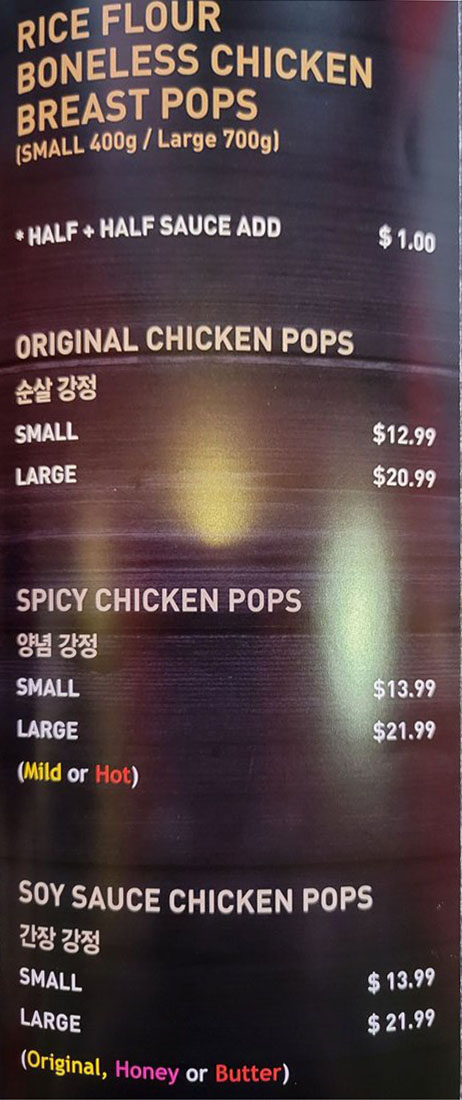 RICE FLOUR
BONELESS CHICKEN
BREAST POPS
(SMALL 400g / Large 700g)
* HALF + HALF SAUCE ADD $ 1.00
ORIGINAL CHICKEN POPS
순살 강정
SMALL $12.99
LARGE $20.99
SPICY CHICKEN POPS
양념 강정
SMALL $13.99
LARGE $21.99
(Mild or Hot)
SOY SAUCE CHICKEN POPS
간장 강정
SMALL $ 13.99
LARGE $ 21.99
(Original, Honey or Butter)